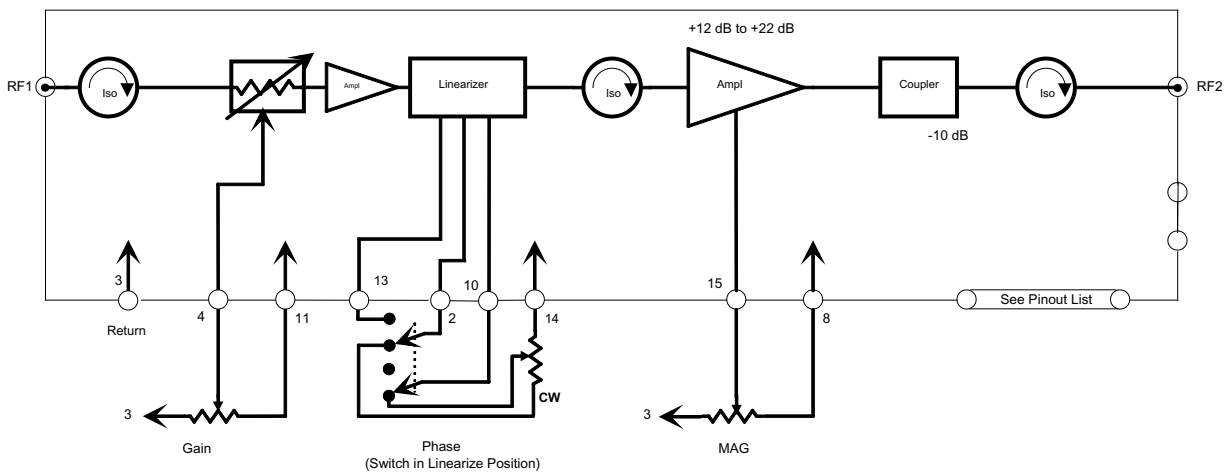 +12 dB to +22 dB
RF1
Iso
Ampl
Linearizer
Iso
Ampl
Coupler
Iso
RF2
-10 dB
3
13
10
15
See Pinout List
Return
4
11
2
14
8
CW
3
3
Gain
Phase
(Switch in Linearize Position)
MAG